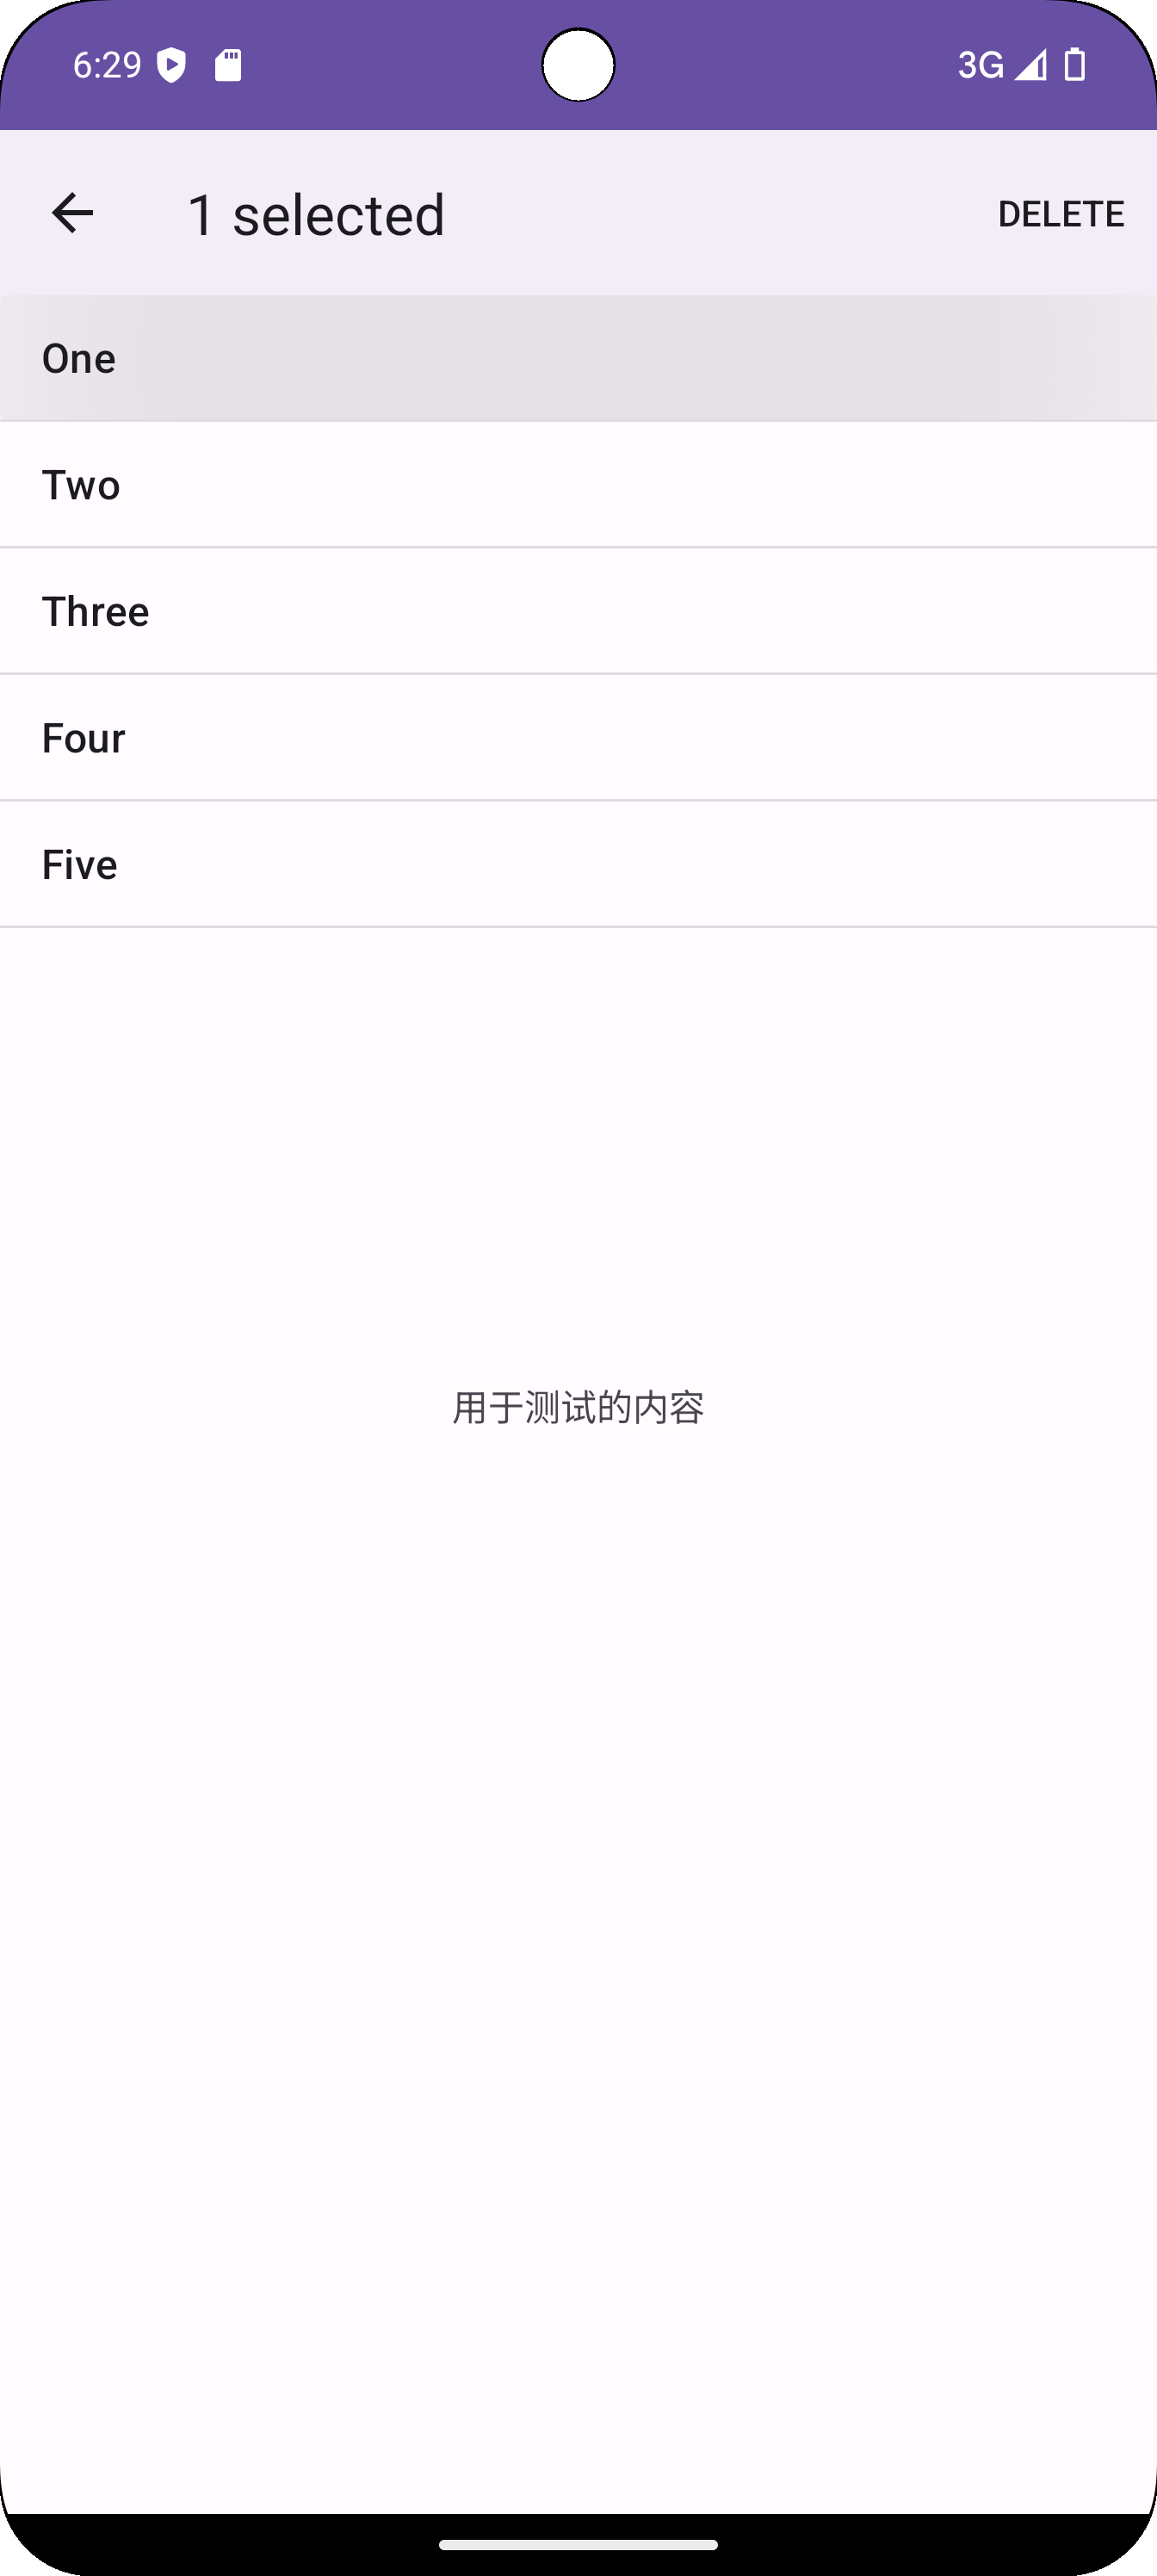 6:29
3G
1 selected
DELETE
One
Two
Three
Four
Five
用于测试的内容